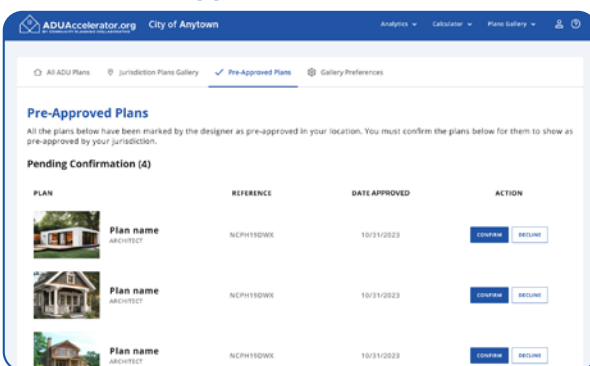 ADUAccelerator.org
BY COMMUNITY PLANNING COLLABORATIVE
City of Anytown
Analytics
Calculator
Plans Gallery
All ADU Plans
Jurisdiction Plans Gallery
Pre-Approved Plans
Gallery Preferences
Pre-Approved Plans
All the plans below have been marked by the designer as pre-approved in your location. You must confirm the plans below for them to show as
pre-approved by your jurisdiction.
Pending Confirmation (4)
PLAN REFERENCE DATE APPROVED ACTION
Plan name
ARCHITECT
NCPH19DWX 10/31/2023 CONFIRM DECLINE
Plan name
ARCHITECT
NCPH19DWX 10/31/2023 CONFIRM DECLINE
Plan name
ARCHITECT
NCPH19DWX 10/31/2023 CONFIRM DECLINE